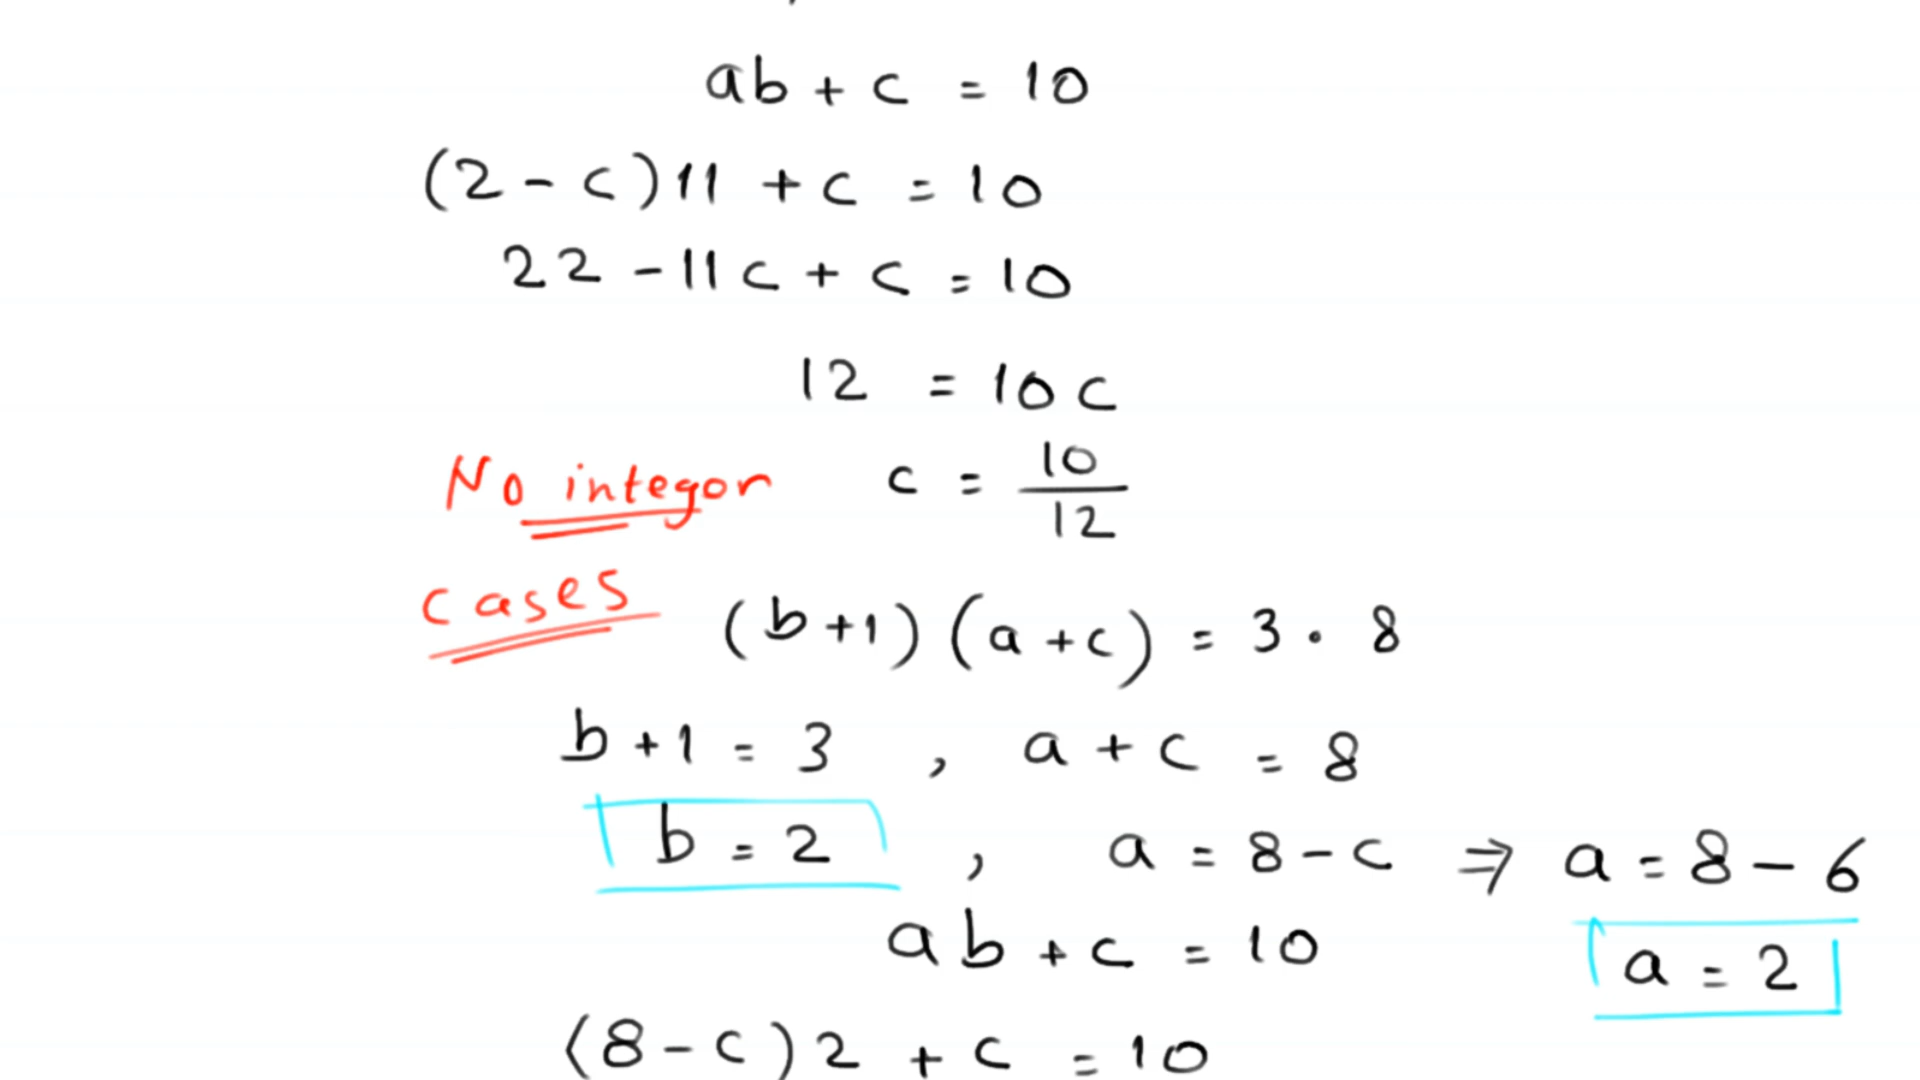 ab + c = 10
(2 - c)11 + c = 10
22 - 11c + c = 10
12 = 10c
No integor c = 10/12
cases (b+1)(a+c) = 3 · 8
b+1 = 3 , a + c = 8
b = 2 , a = 8 - c ⇒ a = 8 - 6
ab + c = 10 a = 2
(8 - c)2 + c = 10